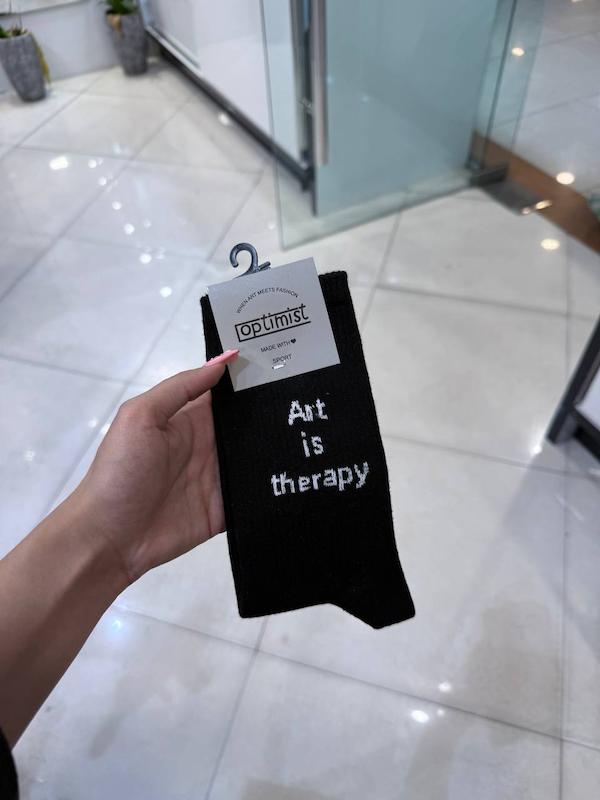 WHEN ART MEETS FASHION
optimist
MADE WITH ♥
SPORT
Art
is
therapy